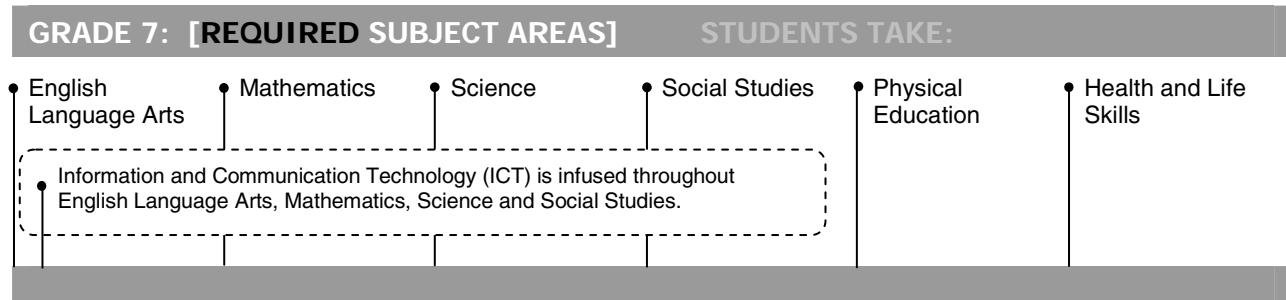 GRADE 7: [REQUIRED SUBJECT AREAS] STUDENTS TAKE:
English
Language Arts
Mathematics
Science
Social Studies
Physical
Education
Health and Life
Skills
Information and Communication Technology (ICT) is infused throughout
English Language Arts, Mathematics, Science and Social Studies.